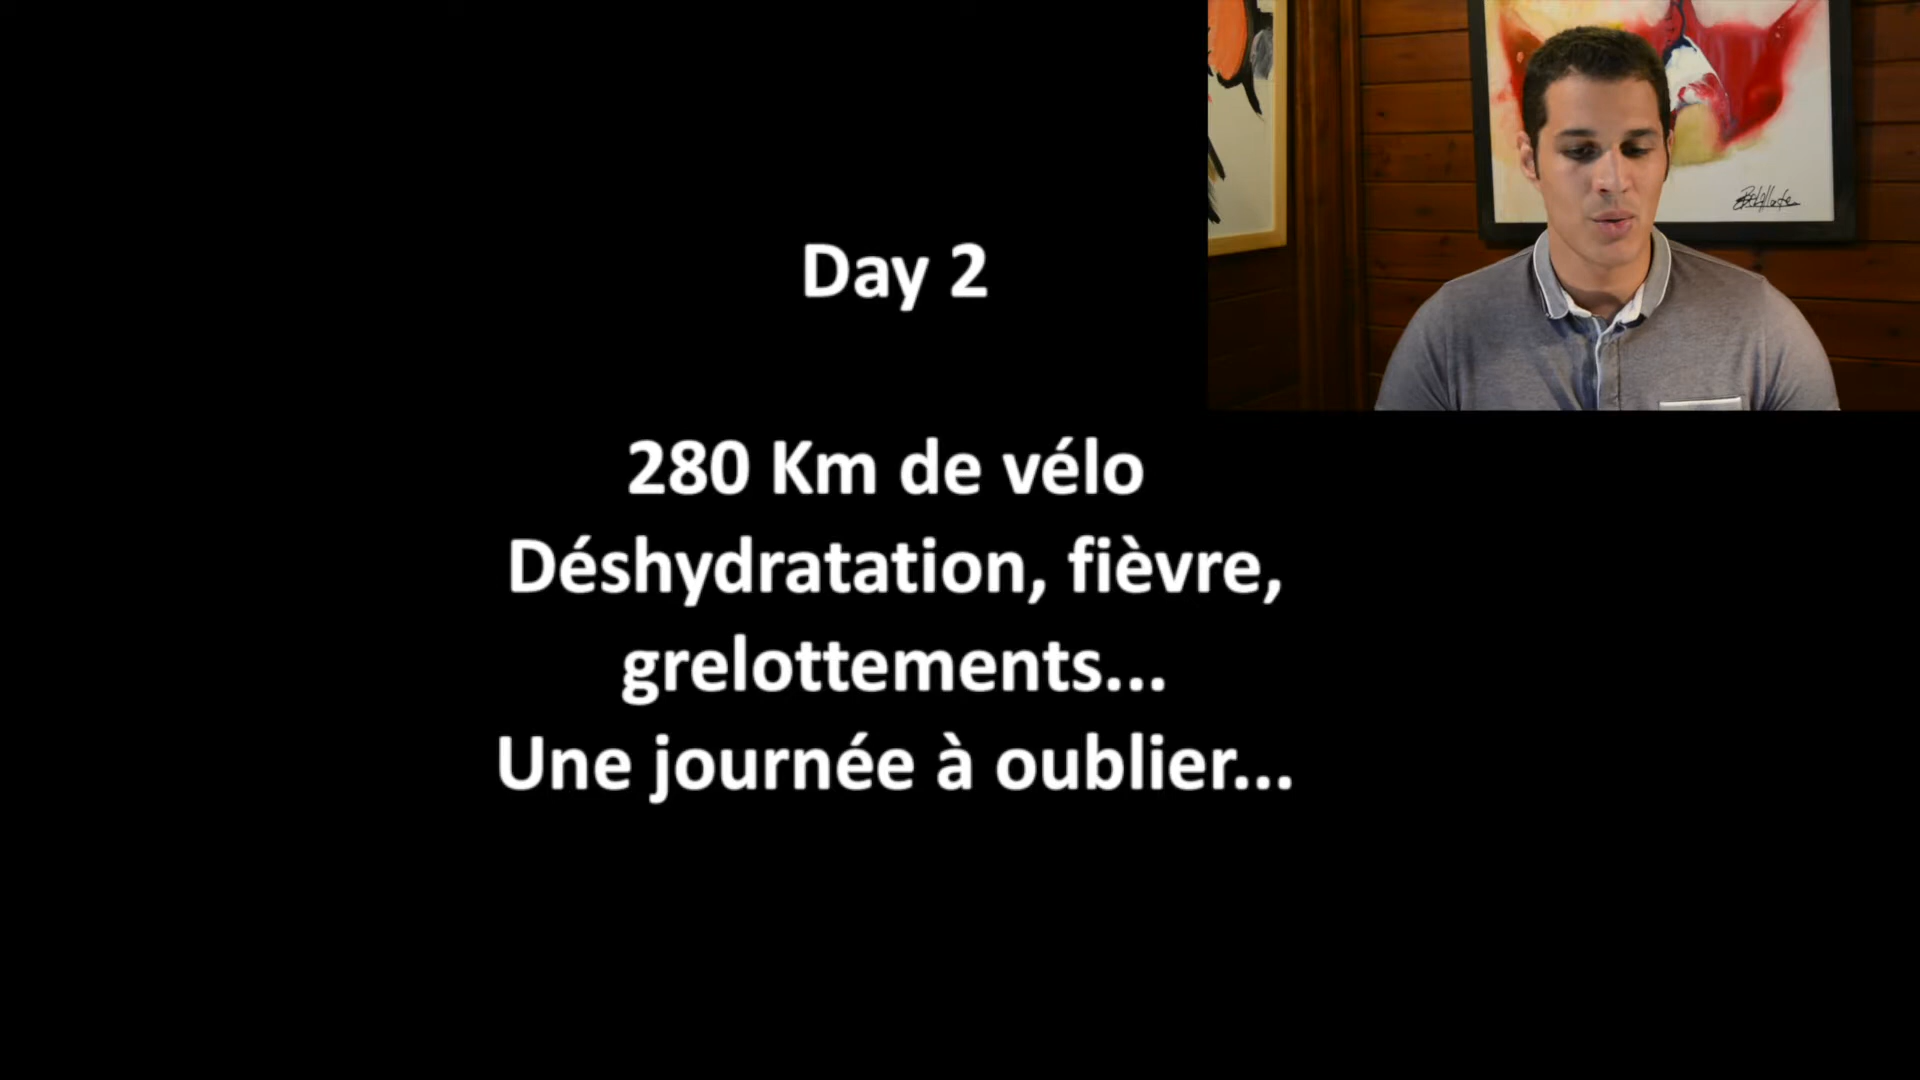 Day 2
280 Km de vélo
Déshydratation, fièvre,
grelottements...
Une journée à oublier...